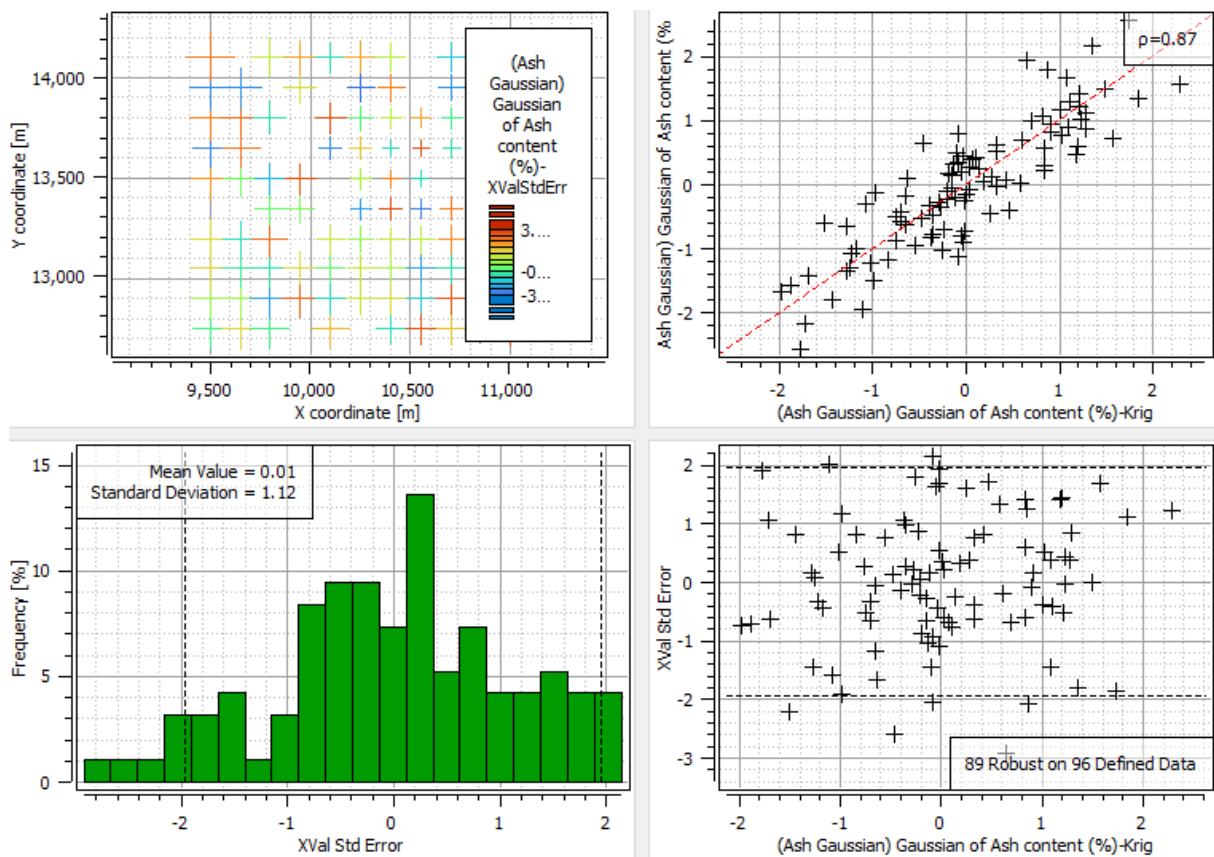 14,000
13,500
13,000
Y coordinate [m]
9,500
10,000
10,500
11,000
X coordinate [m]
(Ash
Gaussian)
Gaussian
of Ash
content
(%)-
XValStdErr
3,...
-0...
-3...
Ash Gaussian) Gaussian of Ash content (%
2
1
0
-1
-2
ρ=0.87
-2
-1
0
1
2
(Ash Gaussian) Gaussian of Ash content (%)-Krig
15
10
5
0
Frequency [%]
Mean Value = 0.01
Standard Deviation = 1.12
-2
-1
0
1
2
XVal Std Error
2
1
0
-1
-2
-3
XVal Std Error
89 Robust on 96 Defined Data
-2
-1
0
1
2
(Ash Gaussian) Gaussian of Ash content (%)-Krig